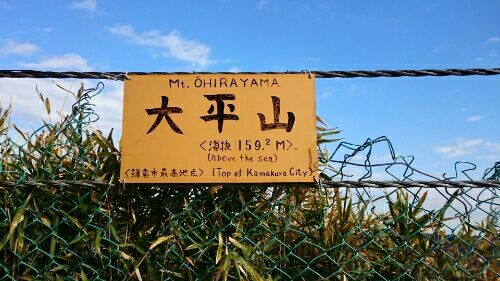 Mt. ŌHIRAYAMA
大平山
<海抜 159.2 M>
(above the sea)
<鎌倉市最高地点> (Top of Kamakura City)